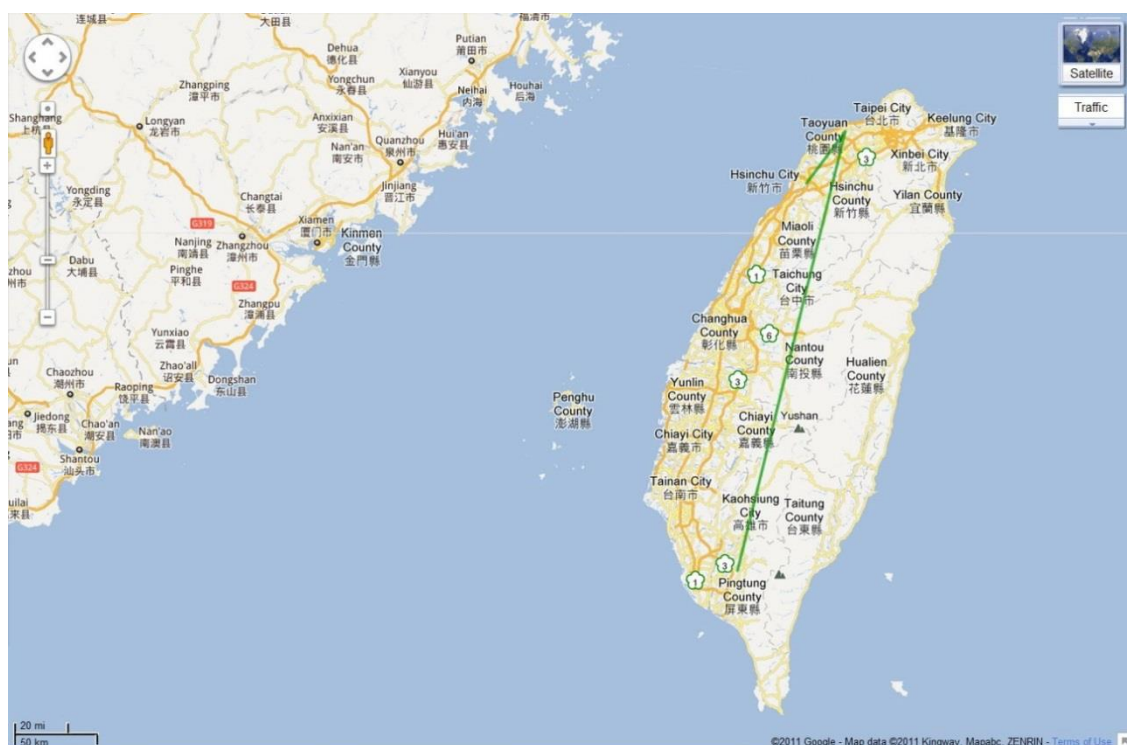 连城县
大田县
福清市
Dehua
德化县
Putian
莆田市
Yongchun
永春县
Xianyou
仙游县
Zhangping
漳平市
Neihai
内海
Houhai
后海
Shanghang
上杭县
Longyan
龙岩市
Anxixian
安溪县
Hui'an
惠安县
Nan'an
南安市
Quanzhou
泉州市
Yongding
永定县
Changtai
长泰县
Jinjiang
晋江市
G319
Xiamen
厦门市
Nanjing
南靖县
Zhangzhou
漳州市
Kinmen
County
金門縣
Dabu
大埔县
Pinghe
平和县
G324
Zhangpu
漳浦县
Yunxiao
云霄县
Zhao'all
诏安县
Chaozhou
潮州市
Raoping
饶平县
Dongshan
东山县
Jiedong
揭东县
Chao'an
潮安县
Nan'ao
南澳县
Shantou
汕头市
G324
Penghu
County
澎湖縣
Taipei City
台北市
Keelung City
基隆市
Taoyuan
County
桃園縣
3
Xinbei City
新北市
Hsinchu City
新竹市
Hsinchu
County
新竹縣
Yilan County
宜蘭縣
Miaoli
County
苗栗縣
1
Taichung
City
台中市
Changhua
County
彰化縣
6
Nantou
County
南投縣
Hualien
County
花蓮縣
3
Yunlin
County
雲林縣
Chiayi
County
嘉義縣
Yushan
Chiayi City
嘉義市
Tainan City
台南市
Kaohsiung
City
高雄市
Taitung
County
台東縣
3
1
Pingtung
County
屏東縣
Satellite
Traffic
20 mi
50 km
©2011 Google - Map data ©2011 Kingway, Mapabc, ZENRIN - Terms of Use